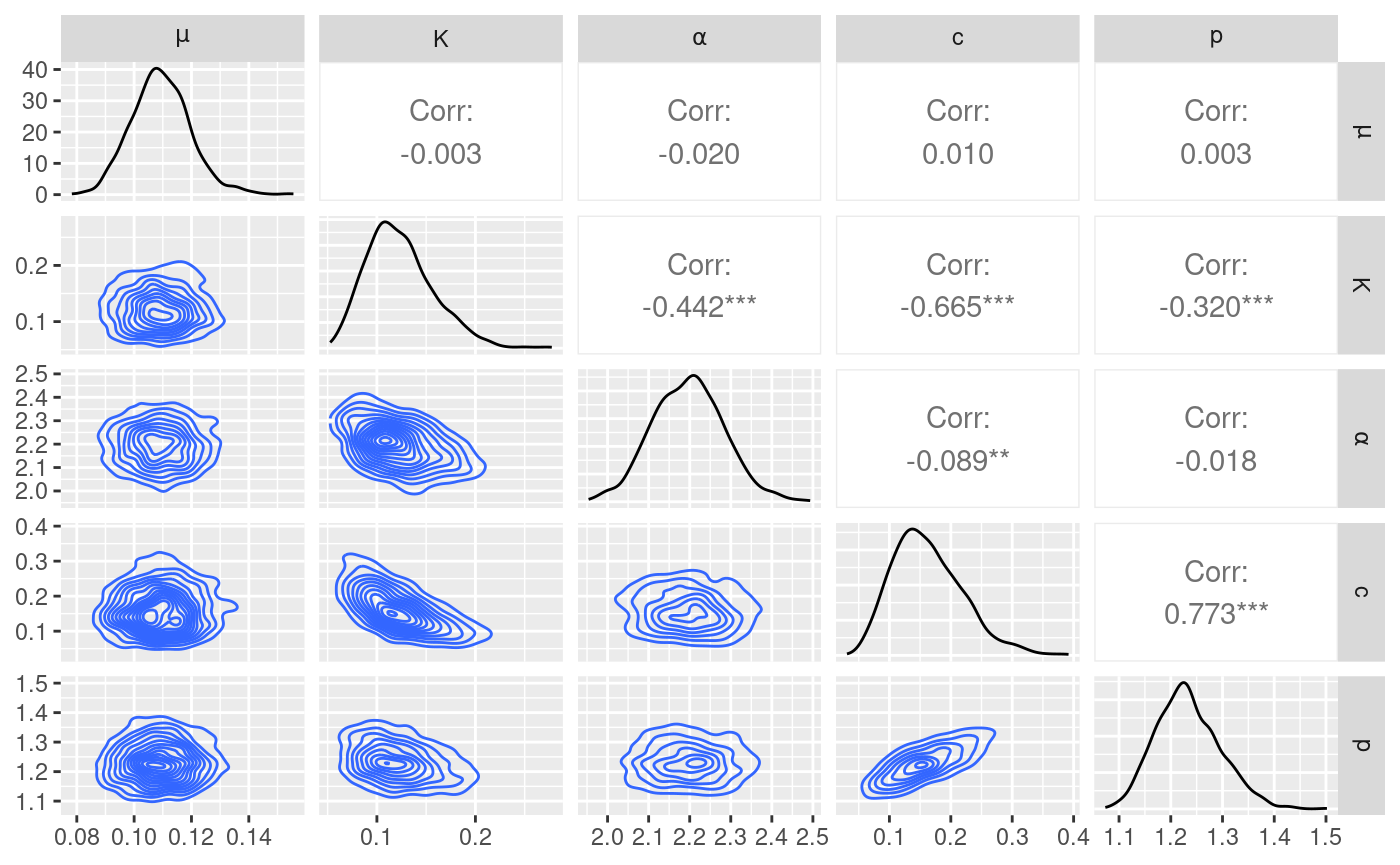 μ K α c p
40
30
20
10
0
Corr:
-0.003
Corr:
-0.020
Corr:
0.010
Corr:
0.003
μ
0.2
0.1
Corr:
-0.442***
Corr:
-0.665***
Corr:
-0.320***
K
2.5
2.4
2.3
2.2
2.1
2.0
Corr:
-0.089**
Corr:
-0.018
α
0.4
0.3
0.2
0.1
Corr:
0.773***
c
1.5
1.4
1.3
1.2
1.1
p
0.08 0.10 0.12 0.14 0.1 0.2 2.0 2.1 2.2 2.3 2.4 2.5 0.1 0.2 0.3 0.4 1.1 1.2 1.3 1.4 1.5